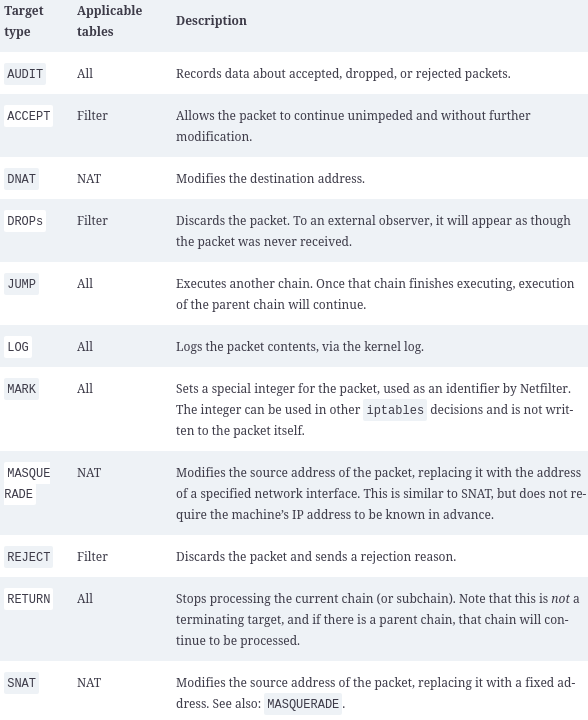 Target type
Applicable tables
Description
AUDIT
All
Records data about accepted, dropped, or rejected packets.
ACCEPT
Filter
Allows the packet to continue unimpeded and without further
modification.
DNAT
NAT
Modifies the destination address.
DROPs
Filter
Discards the packet. To an external observer, it will appear as though
the packet was never received.
JUMP
All
Executes another chain. Once that chain finishes executing, execution
of the parent chain will continue.
LOG
All
Logs the packet contents, via the kernel log.
MARK
All
Sets a special integer for the packet, used as an identifier by Netfilter.
The integer can be used in other iptables decisions and is not writ-
ten to the packet itself.
MASQUE
RADE
NAT
Modifies the source address of the packet, replacing it with the address
of a specified network interface. This is similar to SNAT, but does not re-
quire the machine’s IP address to be known in advance.
REJECT
Filter
Discards the packet and sends a rejection reason.
RETURN
All
Stops processing the current chain (or subchain). Note that this is not a
terminating target, and if there is a parent chain, that chain will con-
tinue to be processed.
SNAT
NAT
Modifies the source address of the packet, replacing it with a fixed ad-
dress. See also: MASQUERADE.